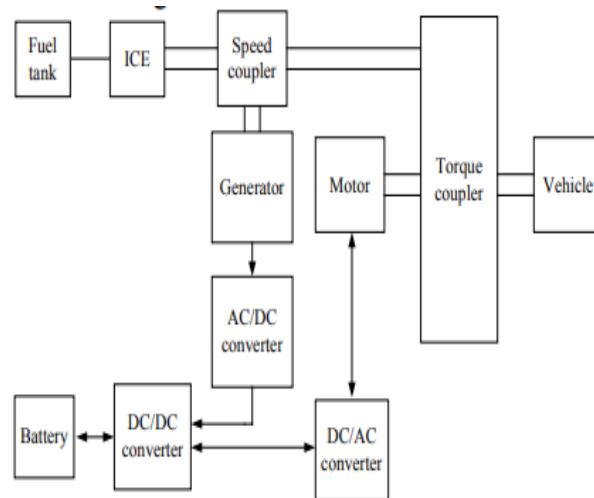 Fuel
tank
ICE
Speed
coupler
Generator
Motor
Torque
coupler
Vehicle
AC/DC
converter
Battery
DC/DC
converter
DC/AC
converter